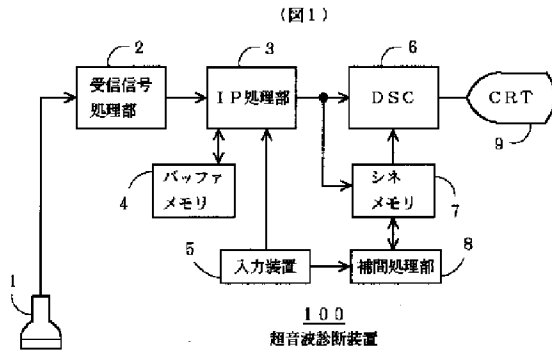 (図1)
2
3
6
受信信号
処理部
IP処理部
DSC
CRT
9
バッファ
メモリ
4
シネ
メモリ
7
5
入力装置
補間処理部
8
1
100
超音波診断装置